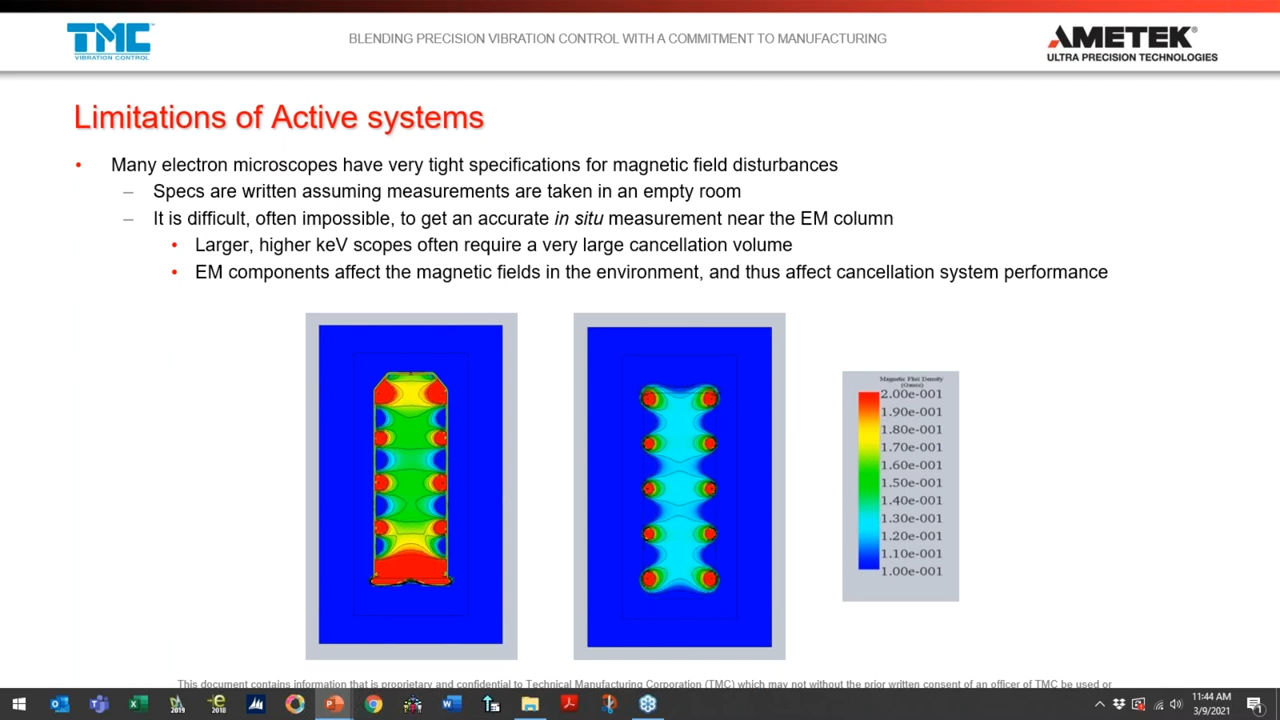 TMC
VIBRATION CONTROL
BLENDING PRECISION VIBRATION CONTROL WITH A COMMITMENT TO MANUFACTURING
AMETEK®
ULTRA PRECISION TECHNOLOGIES
Limitations of Active systems
• Many electron microscopes have very tight specifications for magnetic field disturbances
– Specs are written assuming measurements are taken in an empty room
– It is difficult, often impossible, to get an accurate in situ measurement near the EM column
• Larger, higher keV scopes often require a very large cancellation volume
• EM components affect the magnetic fields in the environment, and thus affect cancellation system performance
Magnetic Flux Density
(Gauss)
2.00e-001
1.90e-001
1.80e-001
1.70e-001
1.60e-001
1.50e-001
1.40e-001
1.30e-001
1.20e-001
1.10e-001
1.00e-001
This document contains information that is proprietary and confidential to Technical Manufacturing Corporation (TMC) which may not without the prior written consent of an officer of TMC be used or
2019
2018
11:44 AM
3/9/2021